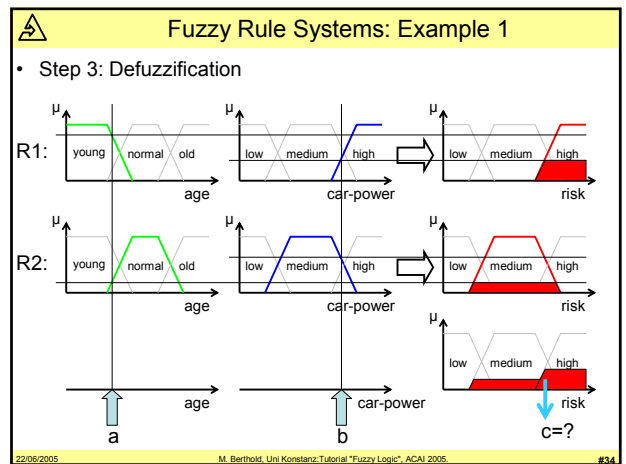 Fuzzy Rule Systems: Example 1
• Step 3: Defuzzification
μ μ μ
R1: young normal old low medium high low medium high
age car-power risk
μ μ μ
R2: young normal old low medium high low medium high
age car-power risk
μ
low medium high
age car-power risk
a b c=?
22/06/2005 M. Berthold, Uni Konstanz:Tutorial "Fuzzy Logic", ACAI 2005. #34